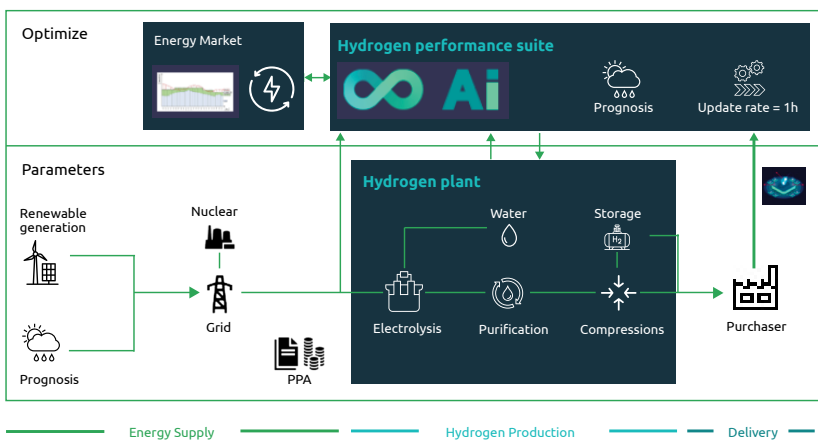 Optimize
Energy Market
Hydrogen performance suite
Ai
Prognosis
Update rate = 1h
Parameters
Hydrogen plant
Renewable
generation
Nuclear
Water
Storage
H2
Grid
Electrolysis
Purification
Compressions
Purchaser
Prognosis
PPA
Energy Supply
Hydrogen Production
Delivery